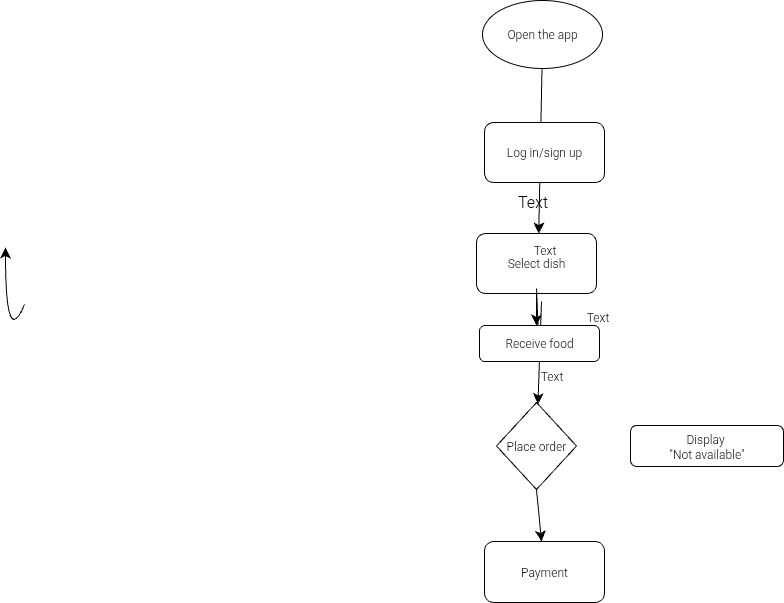 Open the app
Log in/sign up
Text
Text
Select dish
Text
Receive food
Text
Place order
Display
"Not available"
Payment